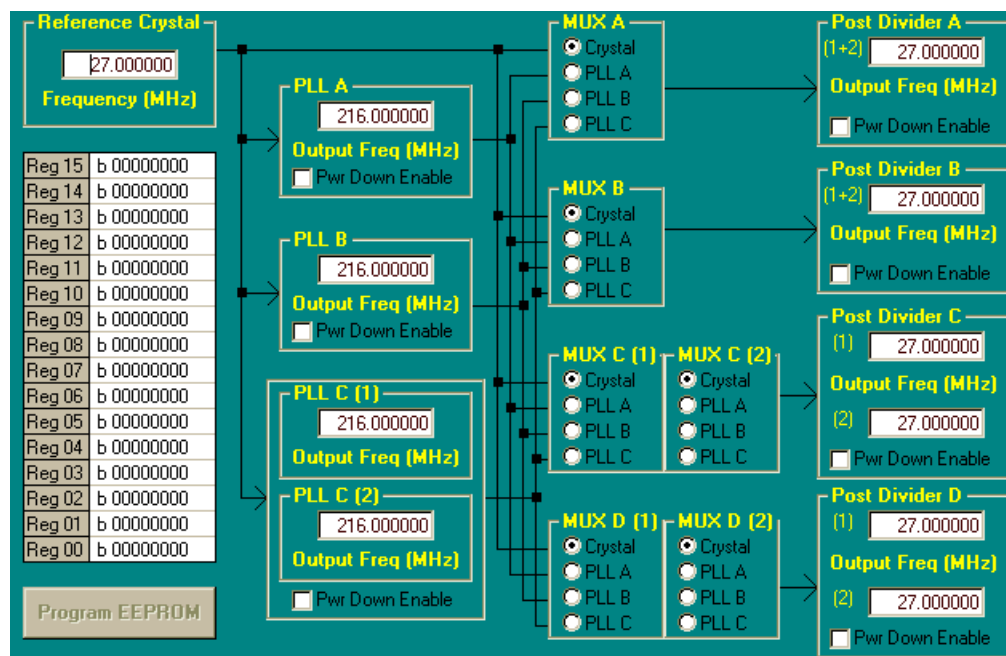 Reference Crystal
27.000000
Frequency (MHz)
Reg 15 b 00000000
Reg 14 b 00000000
Reg 13 b 00000000
Reg 12 b 00000000
Reg 11 b 00000000
Reg 10 b 00000000
Reg 09 b 00000000
Reg 08 b 00000000
Reg 07 b 00000000
Reg 06 b 00000000
Reg 05 b 00000000
Reg 04 b 00000000
Reg 03 b 00000000
Reg 02 b 00000000
Reg 01 b 00000000
Reg 00 b 00000000
Program EEPROM
PLL A
216.000000
Output Freq (MHz)
Pwr Down Enable
PLL B
216.000000
Output Freq (MHz)
Pwr Down Enable
PLL C (1)
216.000000
Output Freq (MHz)
PLL C (2)
216.000000
Output Freq (MHz)
Pwr Down Enable
MUX A
Crystal
PLL A
PLL B
PLL C
MUX B
Crystal
PLL A
PLL B
PLL C
MUX C (1)
Crystal
PLL A
PLL B
PLL C
MUX C (2)
Crystal
PLL A
PLL B
PLL C
MUX D (1)
Crystal
PLL A
PLL B
PLL C
MUX D (2)
Crystal
PLL A
PLL B
PLL C
Post Divider A
(1+2) 27.000000
Output Freq (MHz)
Pwr Down Enable
Post Divider B
(1+2) 27.000000
Output Freq (MHz)
Pwr Down Enable
Post Divider C
(1) 27.000000
Output Freq (MHz)
(2) 27.000000
Pwr Down Enable
Post Divider D
(1) 27.000000
Output Freq (MHz)
(2) 27.000000
Pwr Down Enable